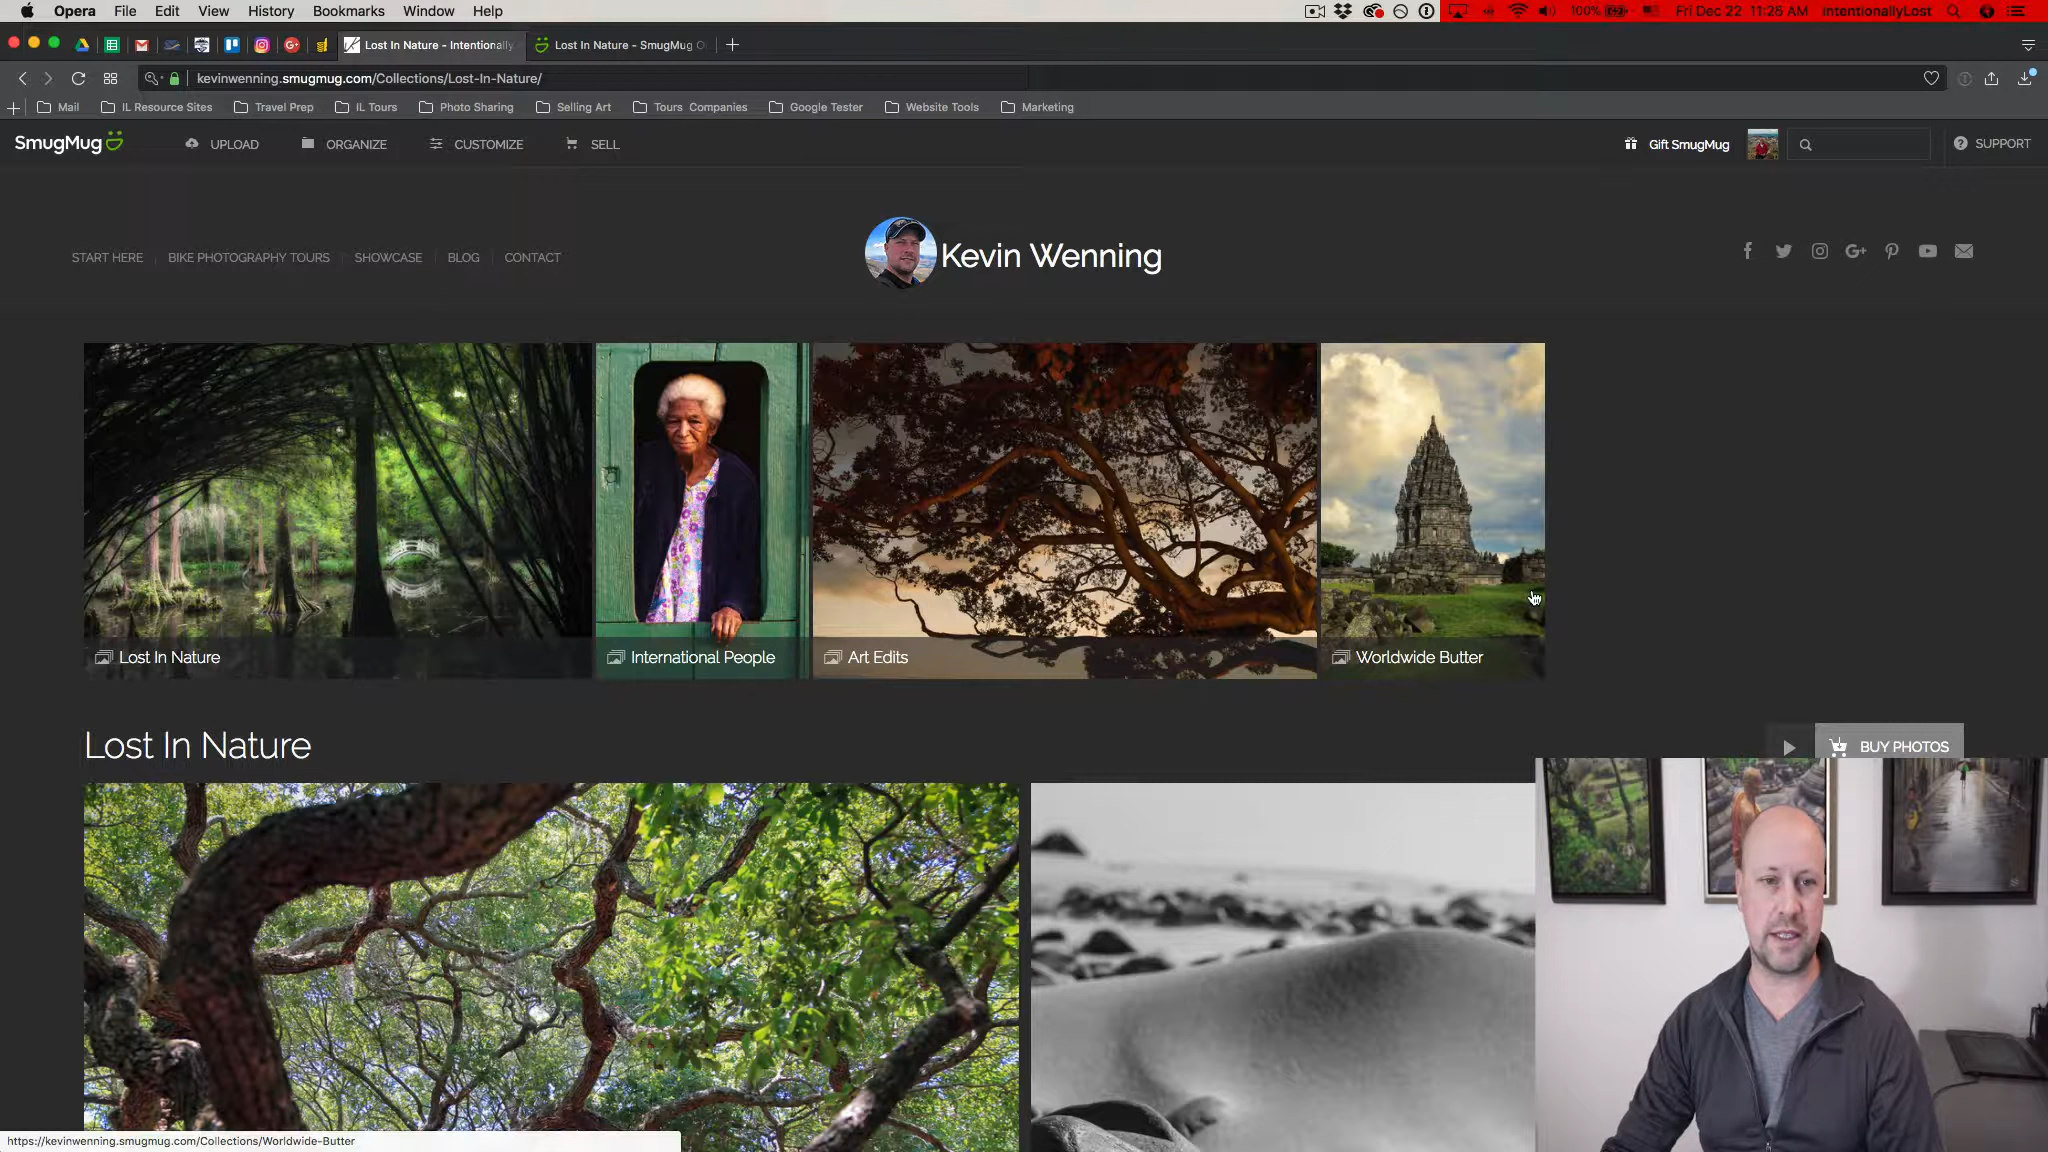 Opera File Edit View History Bookmarks Window Help 100% Fri Dec 22 11:26 AM IntentionallyLost
Lost In Nature - Intentionally Lost In Nature - SmugMug O
kevinwenning.smugmug.com/Collections/Lost-In-Nature/
Mail IL Resource Sites Travel Prep IL Tours Photo Sharing Selling Art Tours Companies Google Tester Website Tools Marketing
SmugMug UPLOAD ORGANIZE CUSTOMIZE SELL Gift SmugMug SUPPORT
START HERE BIKE PHOTOGRAPHY TOURS SHOWCASE BLOG CONTACT Kevin Wenning
Lost In Nature International People Art Edits Worldwide Butter
Lost In Nature BUY PHOTOS
https://kevinwenning.smugmug.com/Collections/Worldwide-Butter